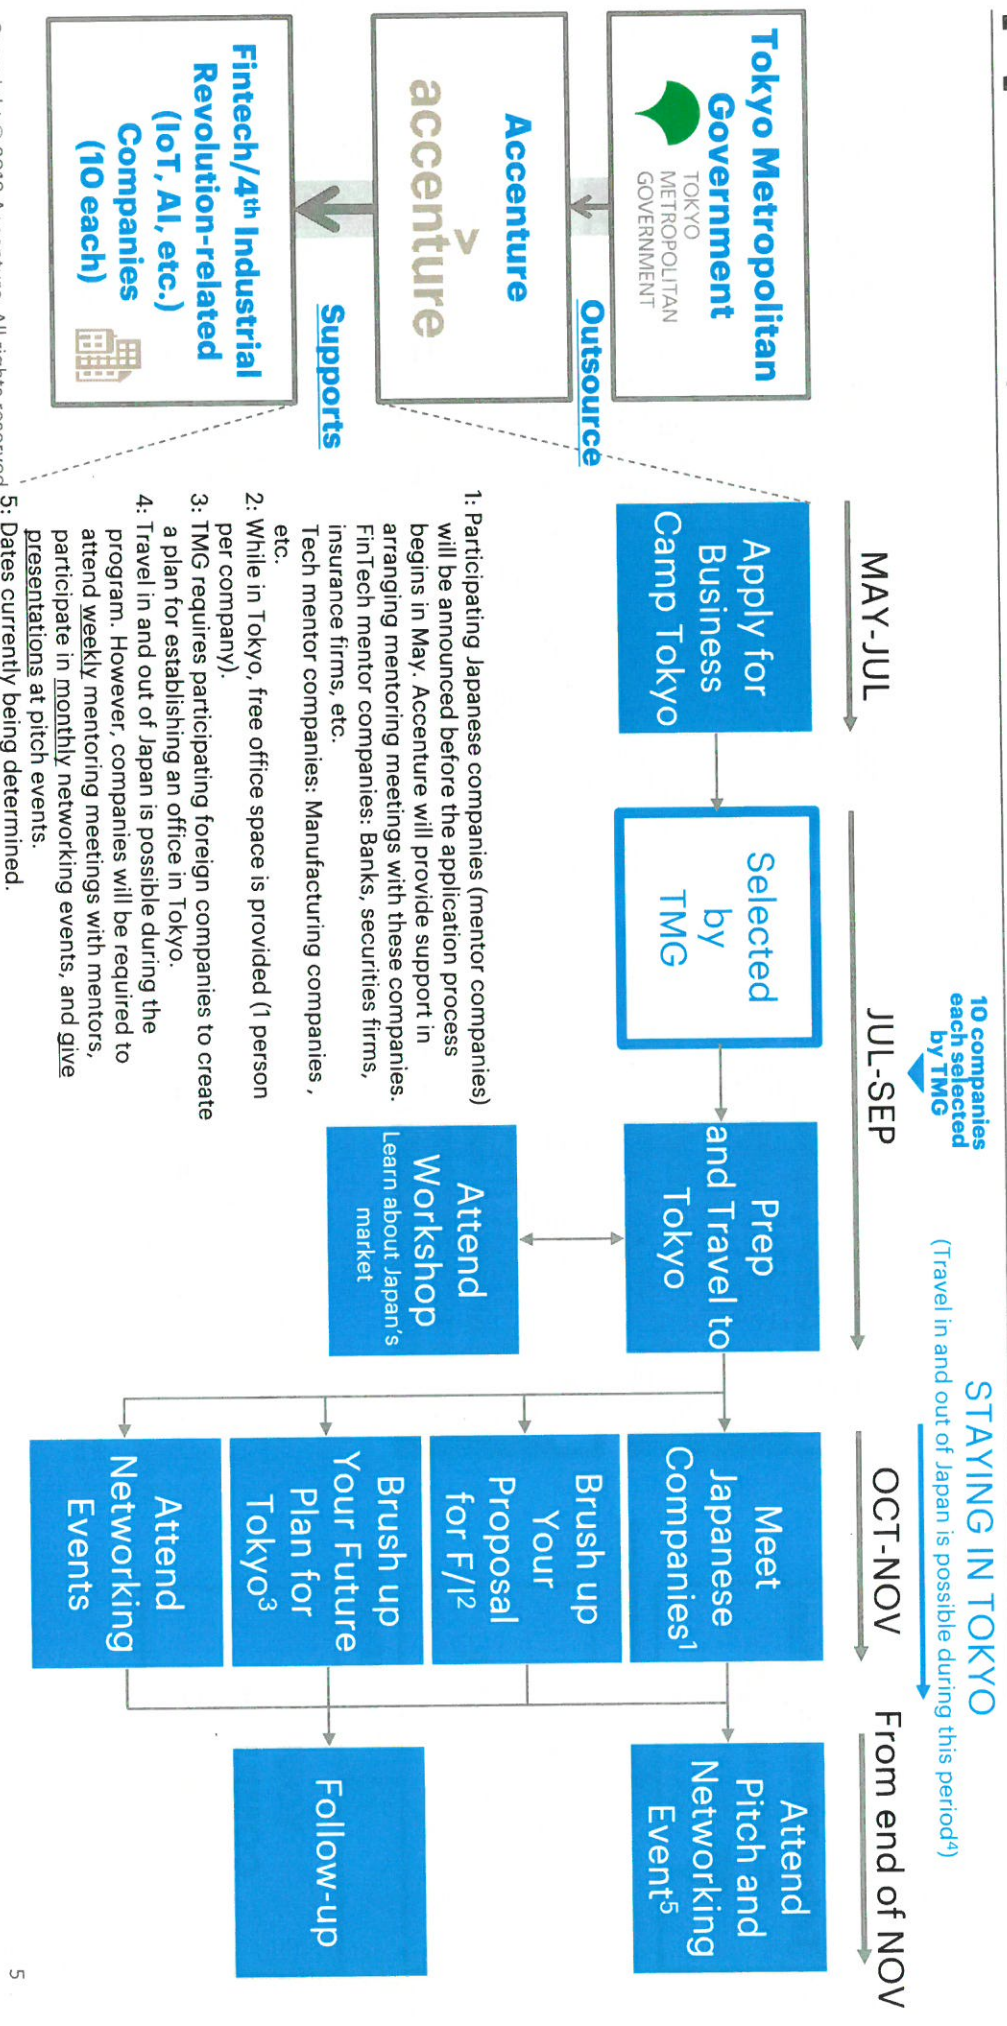 10 companies
each selected
by TMG
STAYING IN TOKYO
(Travel in and out of Japan is possible during this period⁴)
MAY-JUL
JUL-SEP
OCT-NOV
From end of NOV
Tokyo Metropolitan
Government
TOKYO
METROPOLITAN
GOVERNMENT
Outsource
Accenture
accenture
Supports
Fintech/4th Industrial
Revolution-related
(IoT, AI, etc.)
Companies
(10 each)
Apply for
Business
Camp Tokyo
Selected
by
TMG
Prep
and Travel to
Tokyo
Attend
Workshop
Learn about Japan's
market
Meet
Japanese
Companies¹
Brush up
Your
Proposal
for F/I²
Brush up
Your Future
Plan for
Tokyo³
Attend
Networking
Events
Attend
Pitch and
Networking
Event⁵
Follow-up
1: Participating Japanese companies (mentor companies)
will be announced before the application process
begins in May. Accenture will provide support in
arranging mentoring meetings with these companies.
FinTech mentor companies: Banks, securities firms,
insurance firms, etc.
Tech mentor companies: Manufacturing companies ,
etc.
2: While in Tokyo, free office space is provided (1 person
per company).
3: TMG requires participating foreign companies to create
a plan for establishing an office in Tokyo.
4: Travel in and out of Japan is possible during the
program. However, companies will be required to
attend weekly mentoring meetings with mentors,
participate in monthly networking events, and give
presentations at pitch events.
5: Dates currently being determined.
All rights reserved
5